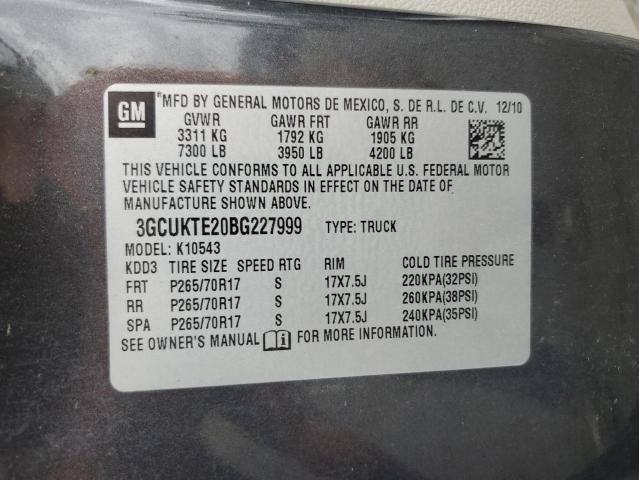 GM
*MFD BY GENERAL MOTORS DE MEXICO, S. DE R.L. DE C.V. 12/10
GVWR GAWR FRT GAWR RR
3311 KG 1792 KG 1905 KG
7300 LB 3950 LB 4200 LB
THIS VEHICLE CONFORMS TO ALL APPLICABLE U.S. FEDERAL MOTOR
VEHICLE SAFETY STANDARDS IN EFFECT ON THE DATE OF
MANUFACTURE SHOWN ABOVE.
3GCUKTE20BG227999 TYPE: TRUCK
MODEL: K10543
KDD3 TIRE SIZE SPEED RTG RIM COLD TIRE PRESSURE
FRT P265/70R17 S 17X7.5J 220KPA(32PSI)
RR P265/70R17 S 17X7.5J 260KPA(38PSI)
SPA P265/70R17 S 17X7.5J 240KPA(35PSI)
SEE OWNER'S MANUAL i FOR MORE INFORMATION.